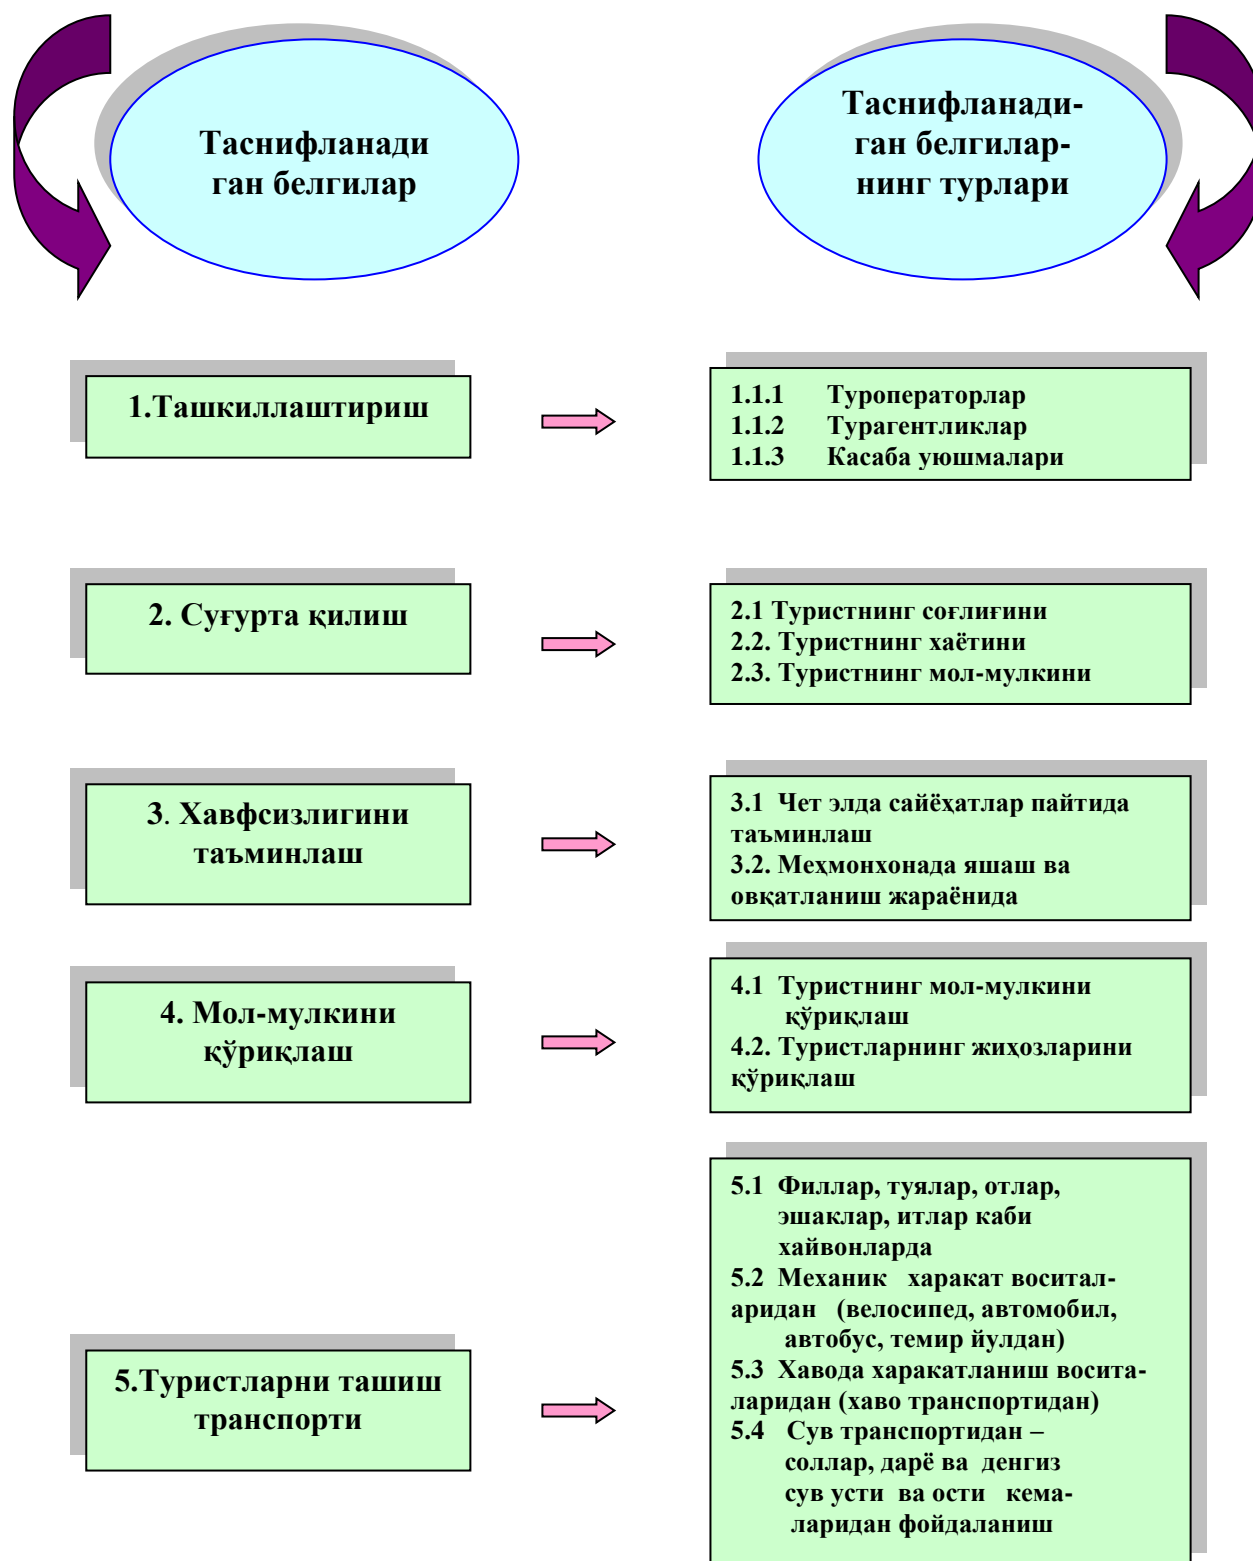 Таснифланади
ган белгилар
Таснифланади-
ган белгилар-
нинг турлари
1.Ташкиллаштириш
1.1.1 Туроператорлар
1.1.2 Турагентликлар
1.1.3 Касаба уюшмалари
2. Суғурта қилиш
2.1 Туристнинг соғлиғини
2.2. Туристнинг хаётини
2.3. Туристнинг мол-мулкини
3. Хавфсизлигини
таъминлаш
3.1 Чет элда сайёҳатлар пайтида
таъминлаш
3.2. Меҳмонхонада яшаш ва
овқатланиш жараёнида
4. Мол-мулкини
қўриқлаш
4.1 Туристнинг мол-мулкини
қўриқлаш
4.2. Туристларнинг жиҳозларини
қўриқлаш
5.Туристларни ташиш
транспорти
5.1 Филлар, туялар, отлар,
эшаклар, итлар каби
хайвонларда
5.2 Механик харакат воситал-
аридан (велосипед, автомобил,
автобус, темир йулдан)
5.3 Хавода харакатланиш восита-
ларидан (хаво транспортидан)
5.4 Сув транспортидан –
соллар, дарё ва денгиз
сув усти ва ости кема-
ларидан фойдаланиш